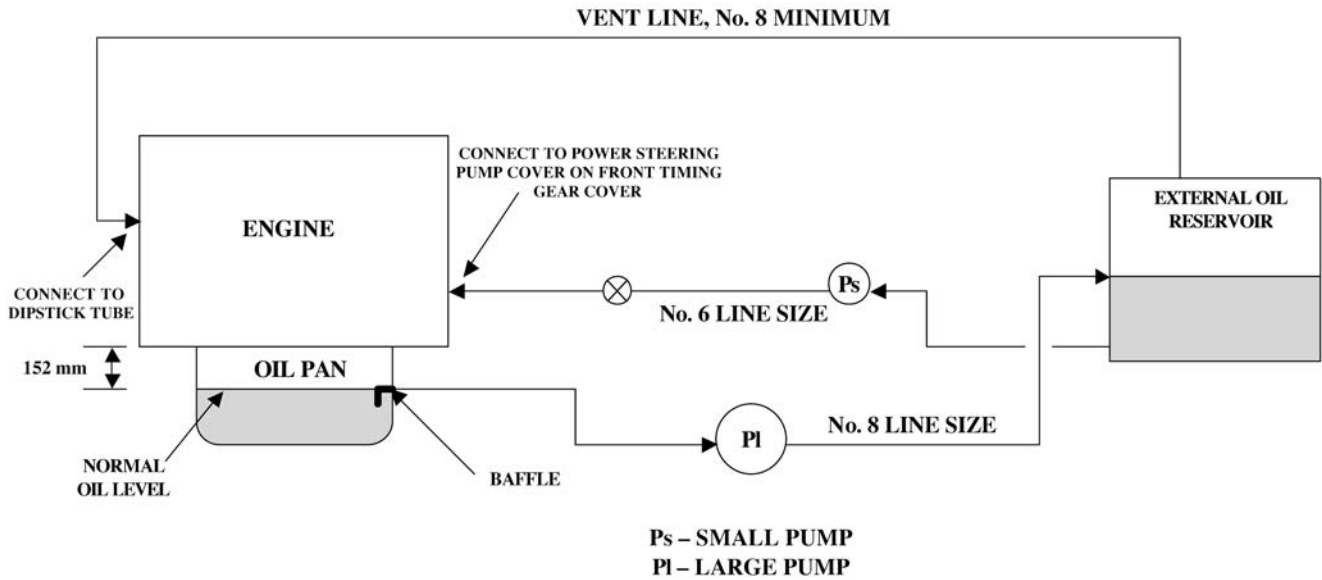 VENT LINE, No. 8 MINIMUM
CONNECT TO POWER STEERING
PUMP COVER ON FRONT TIMING
GEAR COVER
ENGINE
EXTERNAL OIL
RESERVOIR
CONNECT TO
DIPSTICK TUBE
Ps
No. 6 LINE SIZE
152 mm
OIL PAN
Pl
No. 8 LINE SIZE
NORMAL
OIL LEVEL
BAFFLE
Ps – SMALL PUMP
Pl – LARGE PUMP